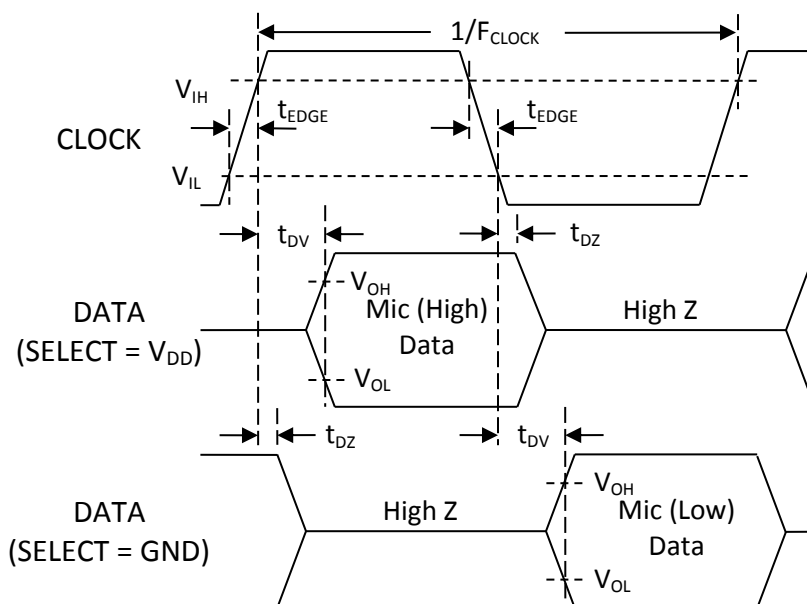 1/F_CLOCK
V_IH
t_EDGE
t_EDGE
CLOCK
V_IL
t_DV
t_DZ
V_OH
DATA
(SELECT = V_DD)
Mic (High)
Data
High Z
V_OL
t_DZ
t_DV
DATA
(SELECT = GND)
High Z
V_OH
Mic (Low)
Data
V_OL